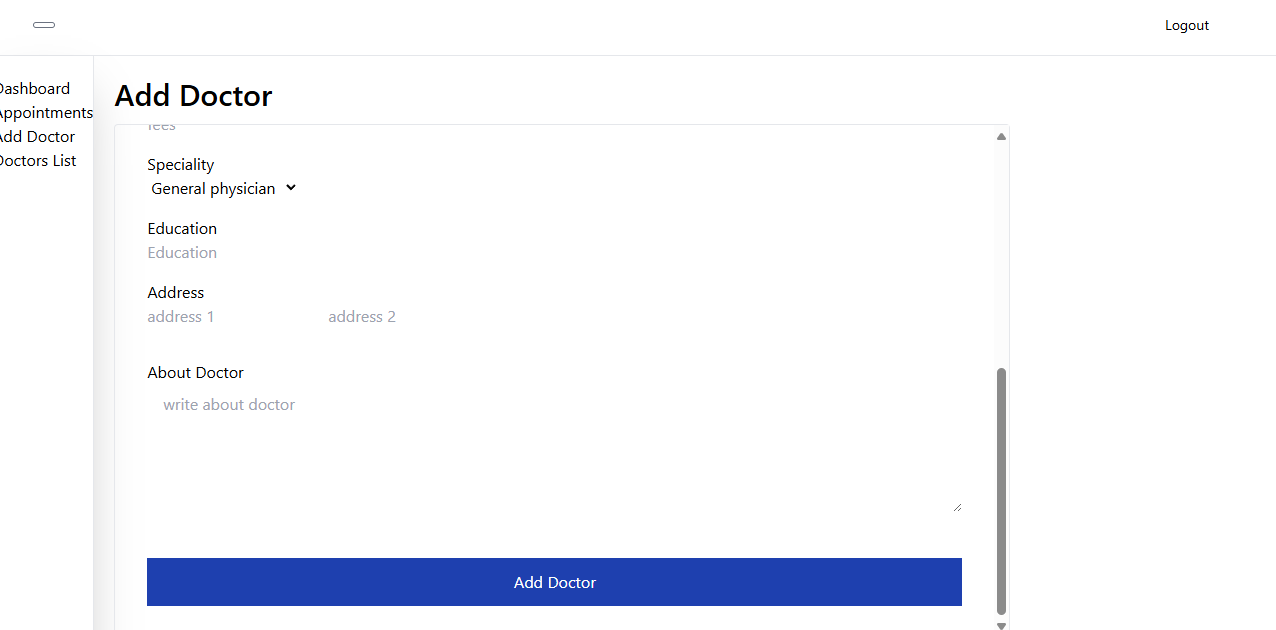 Logout
Dashboard
Appointments
Add Doctor
Doctors List
Add Doctor
fees
Speciality
General physician
Education
Education
Address
address 1 address 2
About Doctor
write about doctor
Add Doctor